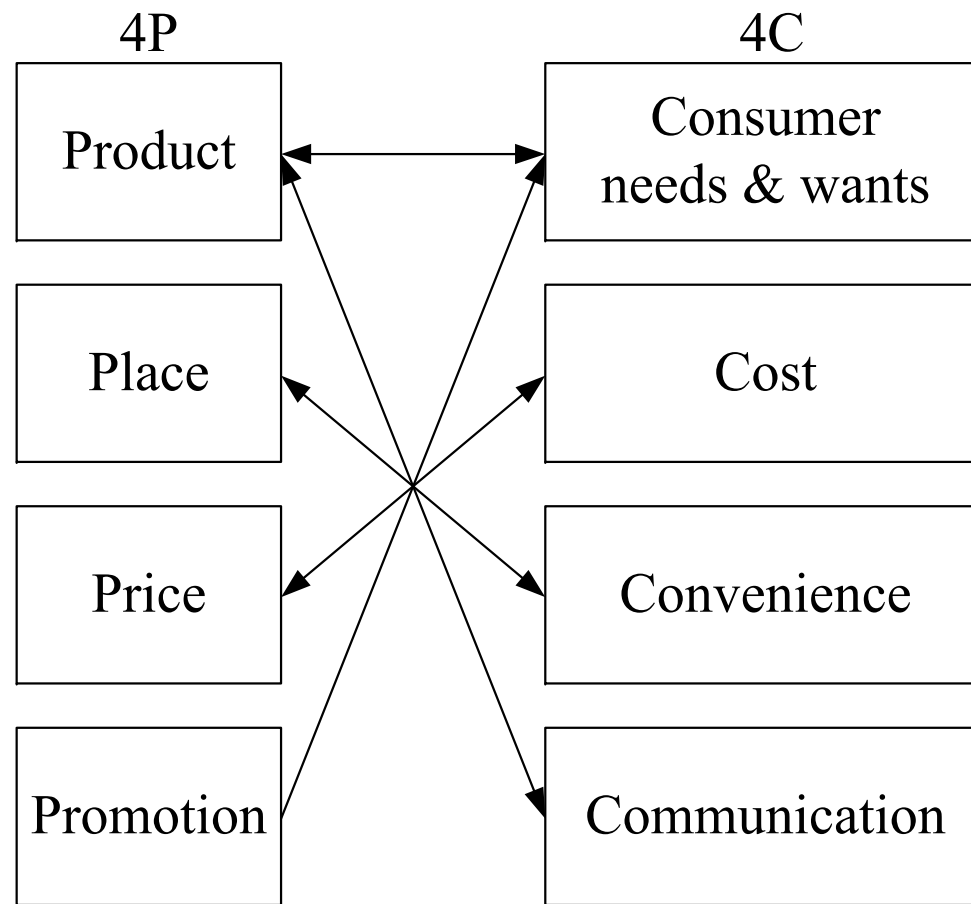 4P
4C
Product
Consumer
needs & wants
Place
Cost
Price
Convenience
Promotion
Communication